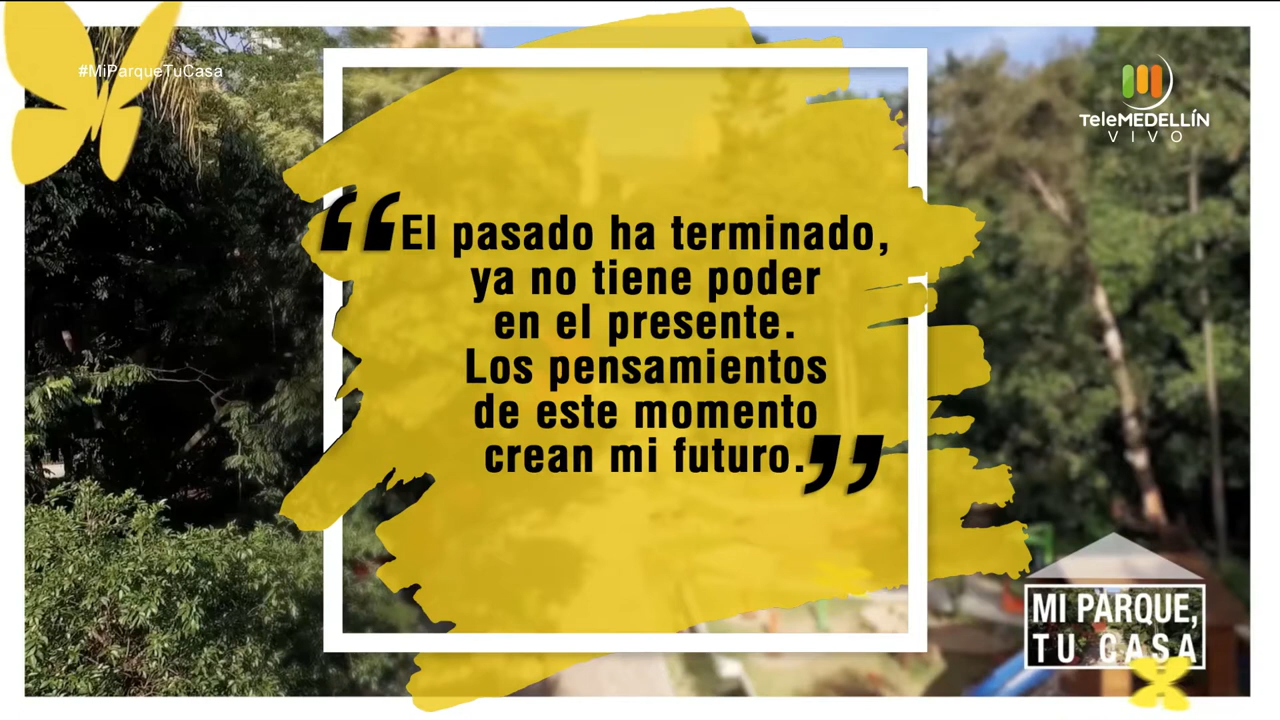 #MiParqueTuCasa
TeleMEDELLÍN
VIVO
“El pasado ha terminado,
ya no tiene poder
en el presente.
Los pensamientos
de este momento
crean mi futuro.”
MI PARQUE,
TU CASA